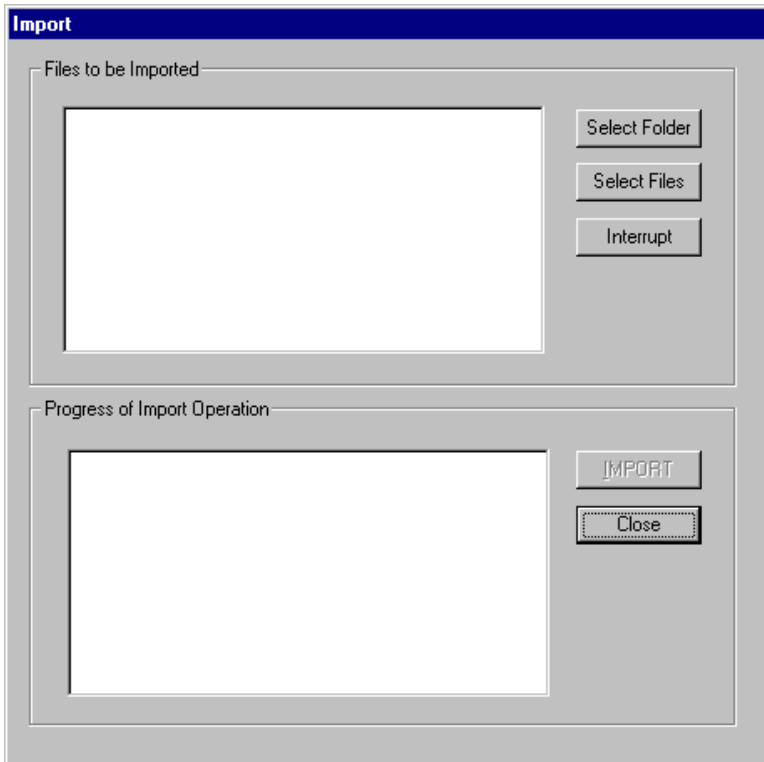 Import
Files to be Imported
Select Folder
Select Files
Interrupt
Progress of Import Operation
IMPORT
Close